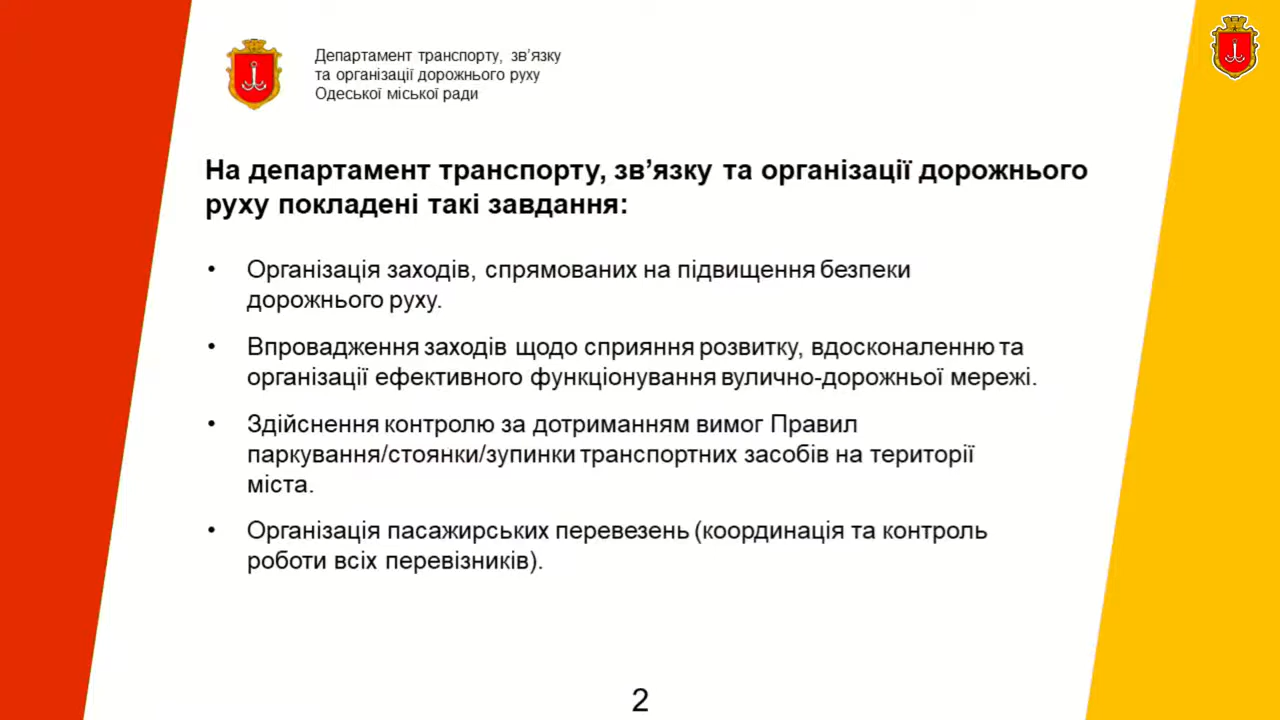 Департамент транспорту, зв’язку
та організації дорожнього руху
Одеської міської ради
На департамент транспорту, зв’язку та організації дорожнього
руху покладені такі завдання:
• Організація заходів, спрямованих на підвищення безпеки
дорожнього руху.
• Впровадження заходів щодо сприяння розвитку, вдосконаленню та
організації ефективного функціонування вулично-дорожньої мережі.
• Здійснення контролю за дотриманням вимог Правил
паркування/стоянки/зупинки транспортних засобів на території
міста.
• Організація пасажирських перевезень (координація та контроль
роботи всіх перевізників).
2